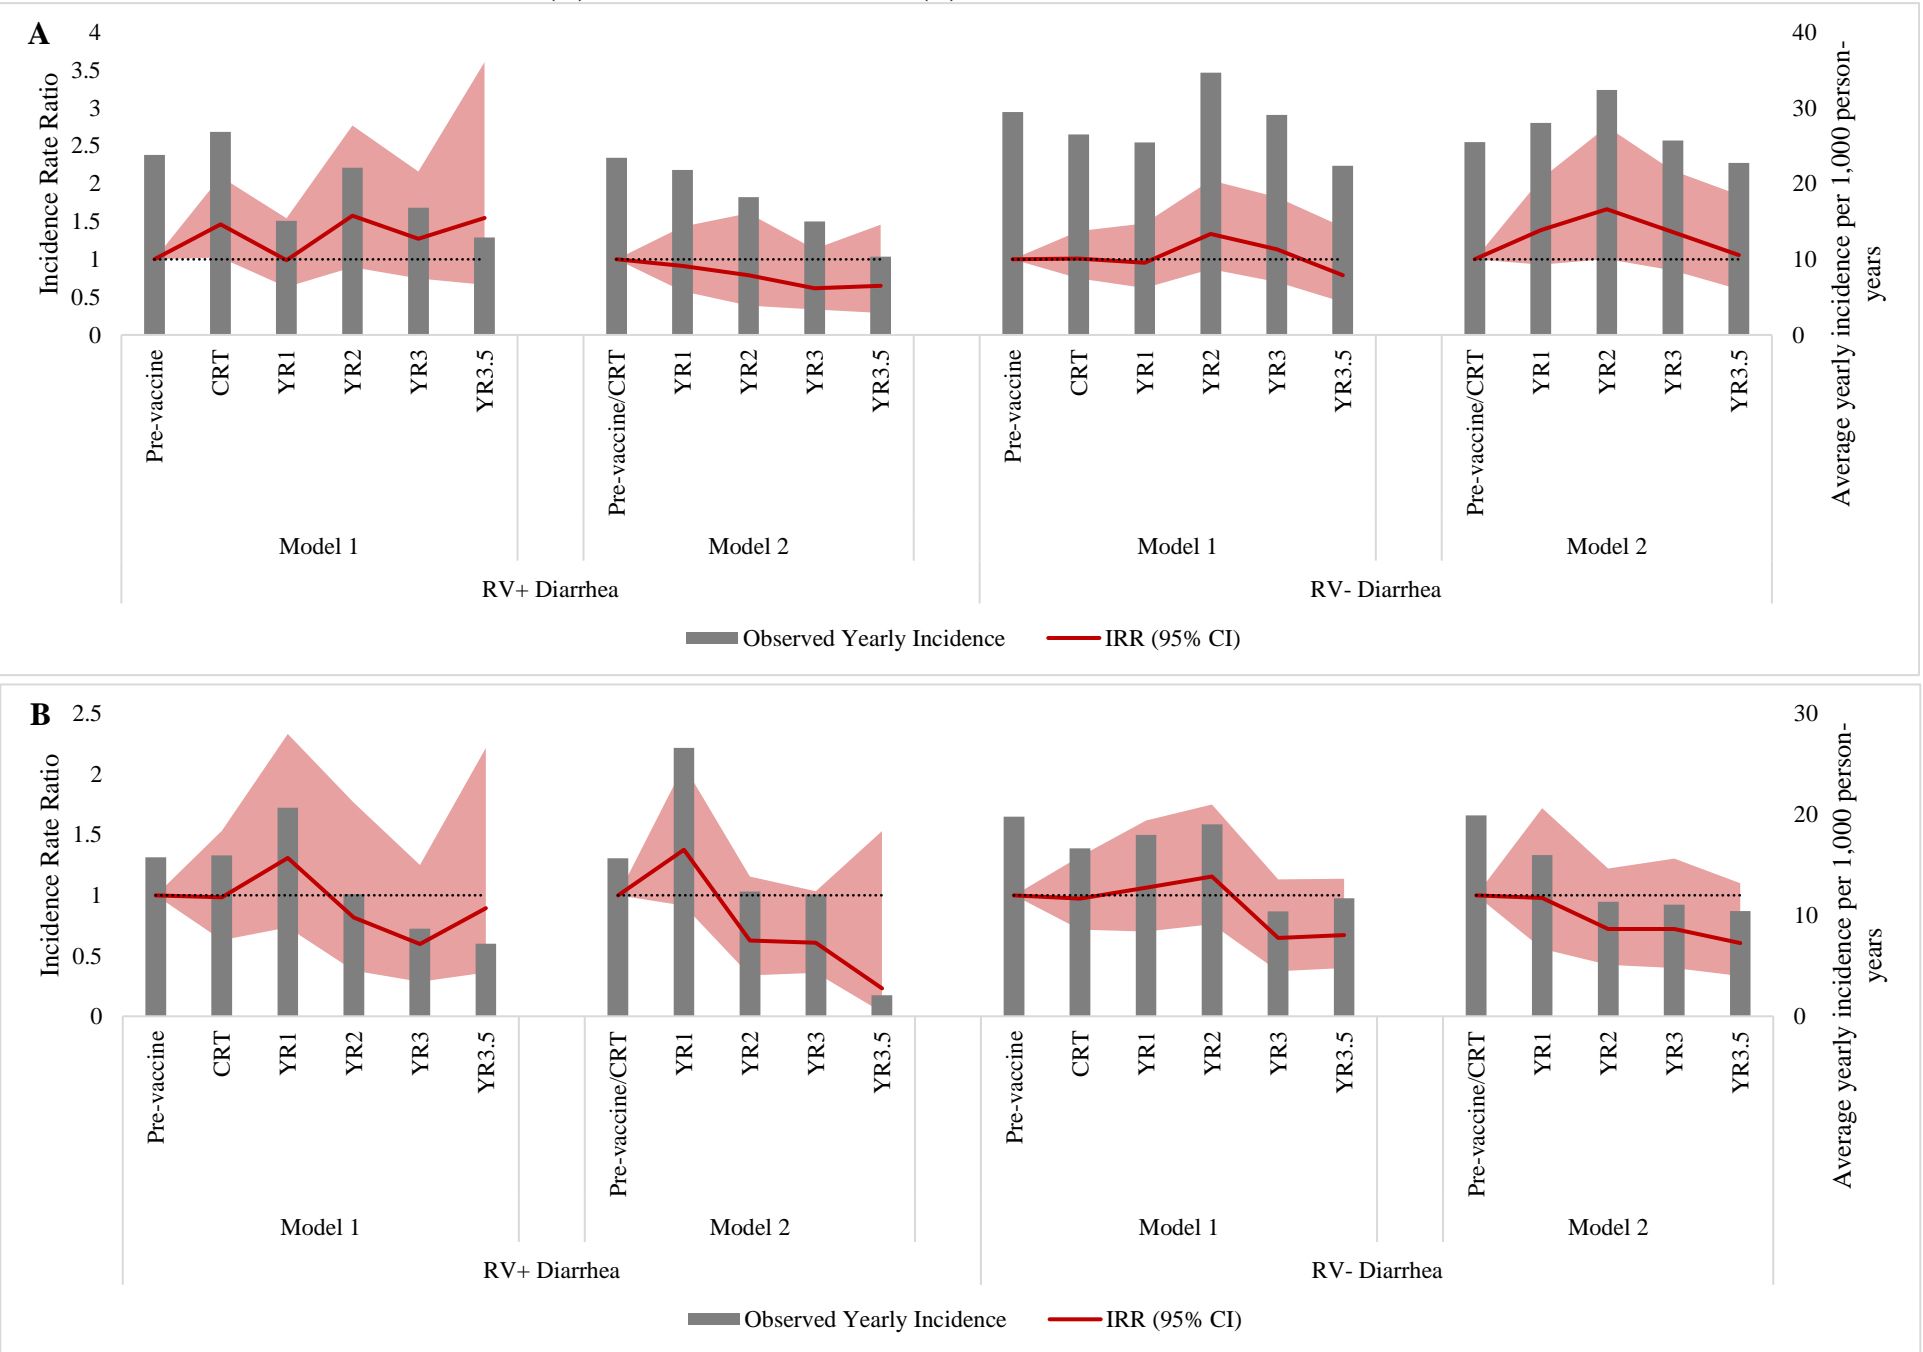 A
4
3.5
3
2.5
2
1.5
1
0.5
0
Incidence Rate Ratio
40
30
20
10
0
Average yearly incidence per 1,000 person-
years
Pre-vaccine
CRT
YR1
YR2
YR3
YR3.5
Pre-vaccine/CRT
YR1
YR2
YR3
YR3.5
Pre-vaccine
CRT
YR1
YR2
YR3
YR3.5
Pre-vaccine/CRT
YR1
YR2
YR3
YR3.5
Model 1
Model 2
Model 1
Model 2
RV+ Diarrhea
RV- Diarrhea
Observed Yearly Incidence
IRR (95% CI)
B
2.5
2
1.5
1
0.5
0
Incidence Rate Ratio
30
20
10
0
Average yearly incidence per 1,000 person-
years
Pre-vaccine
CRT
YR1
YR2
YR3
YR3.5
Pre-vaccine/CRT
YR1
YR2
YR3
YR3.5
Pre-vaccine
CRT
YR1
YR2
YR3
YR3.5
Pre-vaccine/CRT
YR1
YR2
YR3
YR3.5
Model 1
Model 2
Model 1
Model 2
RV+ Diarrhea
RV- Diarrhea
Observed Yearly Incidence
IRR (95% CI)